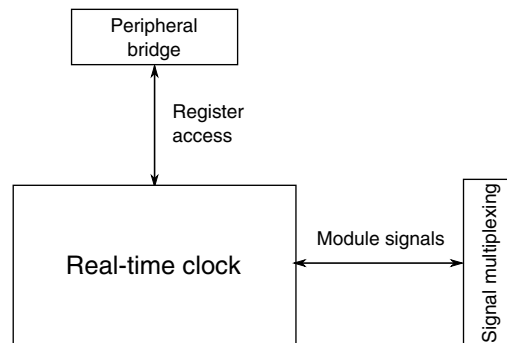 Peripheral
bridge
Register
access
Real-time clock
Module signals
Signal multiplexing